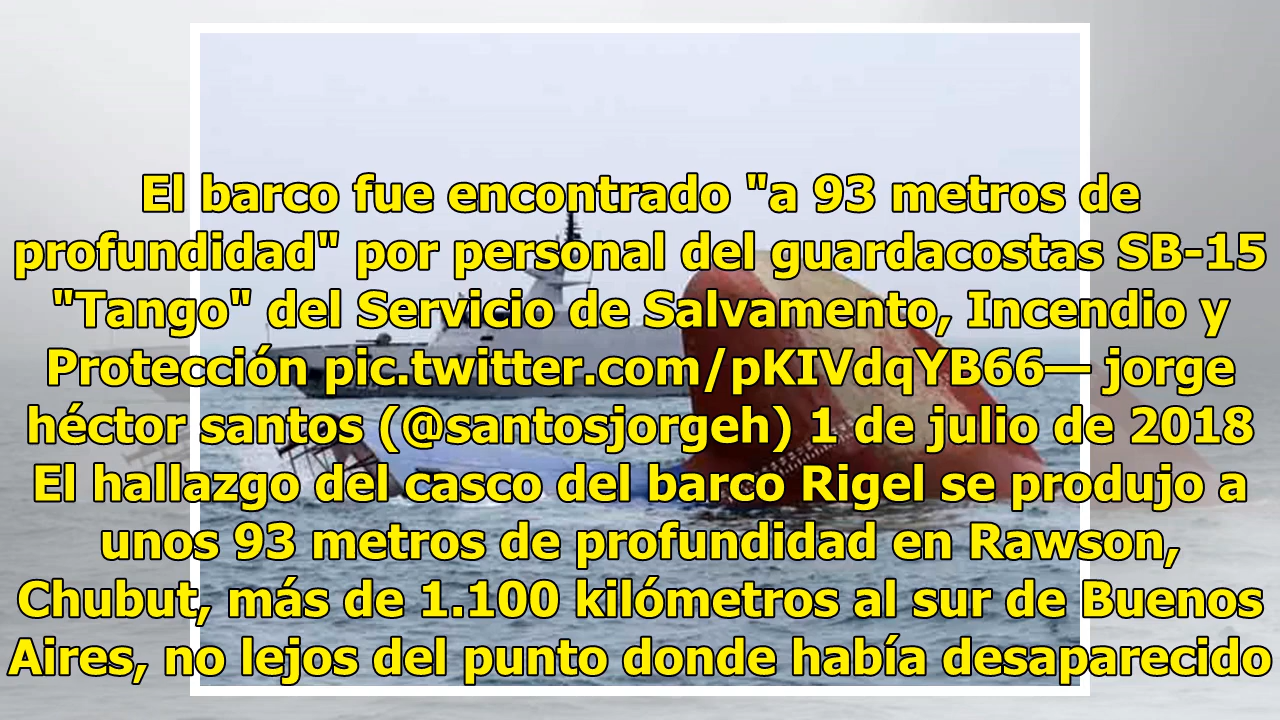 El barco fue encontrado "a 93 metros de
profundidad" por personal del guardacostas SB-15
"Tango" del Servicio de Salvamento, Incendio y
Protección pic.twitter.com/pKIVdqYB66— jorge
héctor santos (@santosjorgeh) 1 de julio de 2018
El hallazgo del casco del barco Rigel se produjo a
unos 93 metros de profundidad en Rawson,
Chubut, más de 1.100 kilómetros al sur de Buenos
Aires, no lejos del punto donde había desaparecido